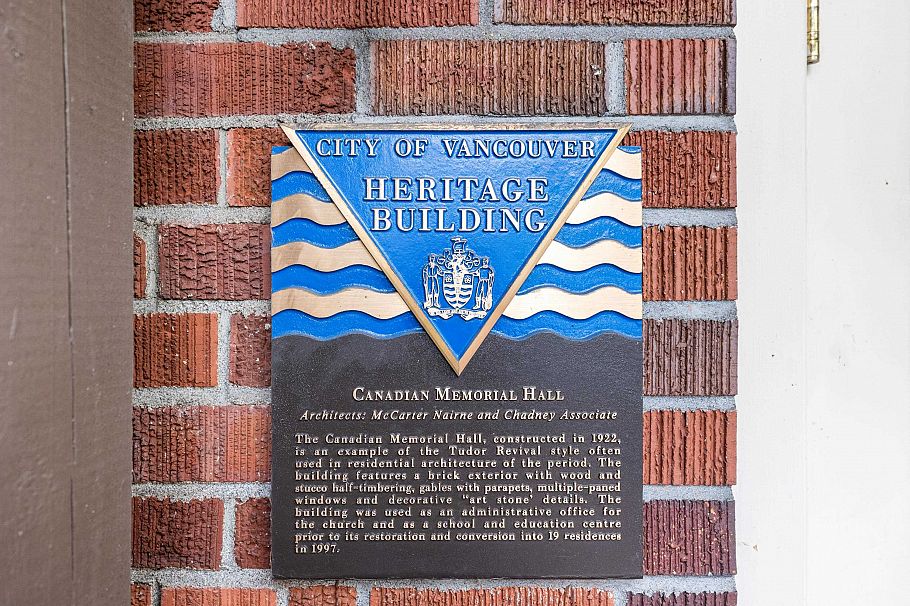 CITY OF VANCOUVER
HERITAGE
BUILDING
CANADIAN MEMORIAL HALL
Architects: McCarter Nairne and Chadney Associate
The Canadian Memorial Hall, constructed in 1922,
is an example of the Tudor Revival style often
used in residential architecture of the period. The
building features a brick exterior with wood and
stucco half-timbering, gables with parapets, multiple-paned
windows and decorative "art stone' details. The
building was used as an administrative office for
the church and as a school and education centre
prior to its restoration and conversion into 19 residences
in 1997.